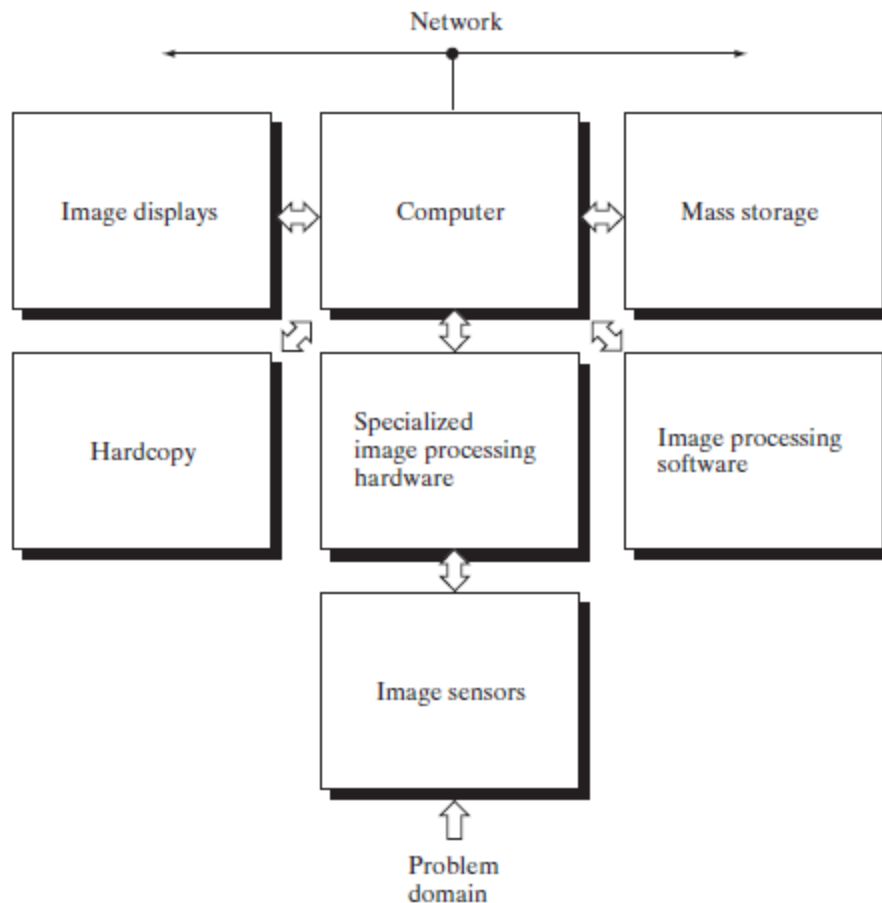 Network
Image displays
Computer
Mass storage
Hardcopy
Specialized
image processing
hardware
Image processing
software
Image sensors
Problem
domain